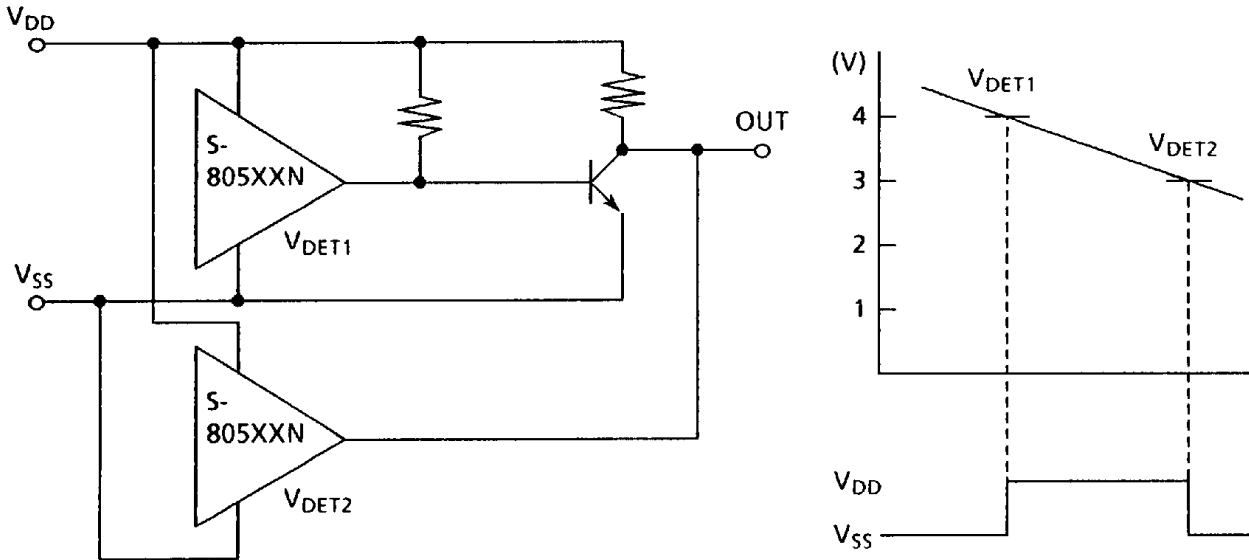 VDD
S-
805XXN
VDET1
OUT
VSS
S-
805XXN
VDET2
(V)
4
3
2
1
VDET1
VDET2
VDD
VSS